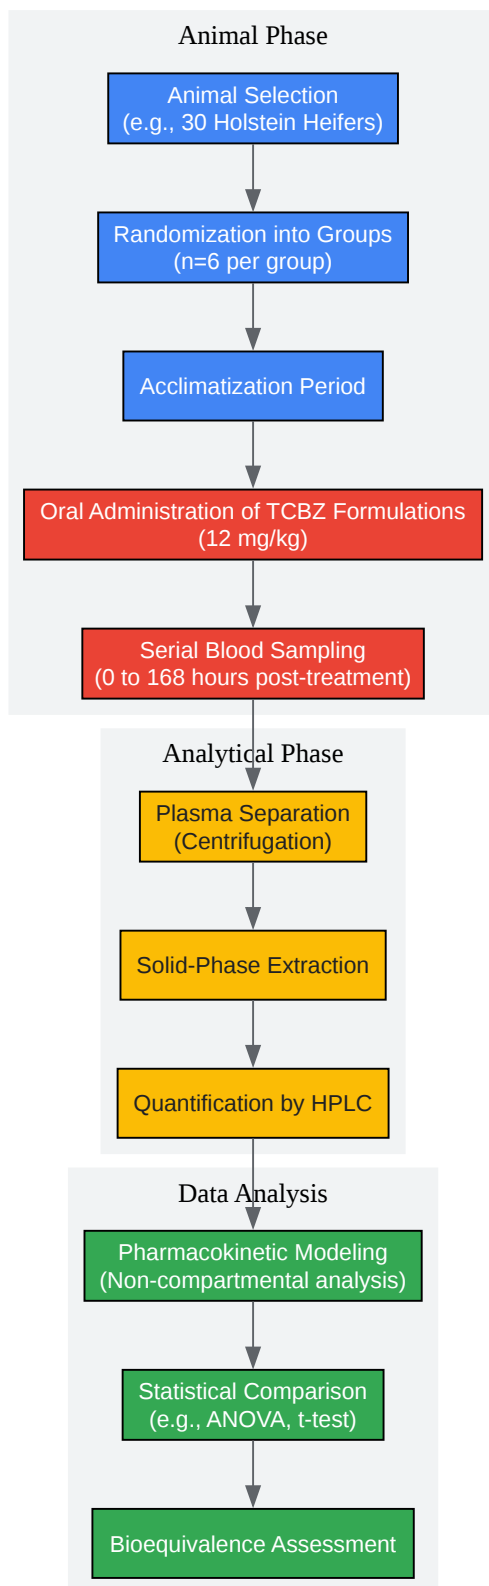 Animal Phase
Animal Selection
(e.g., 30 Holstein Heifers)
Randomization into Groups
(n=6 per group)
Acclimatization Period
Oral Administration of TCBZ Formulations
(12 mg/kg)
Serial Blood Sampling
(0 to 168 hours post-treatment)
Analytical Phase
Plasma Separation
(Centrifugation)
Solid-Phase Extraction
Quantification by HPLC
Data Analysis
Pharmacokinetic Modeling
(Non-compartmental analysis)
Statistical Comparison
(e.g., ANOVA, t-test)
Bioequivalence Assessment